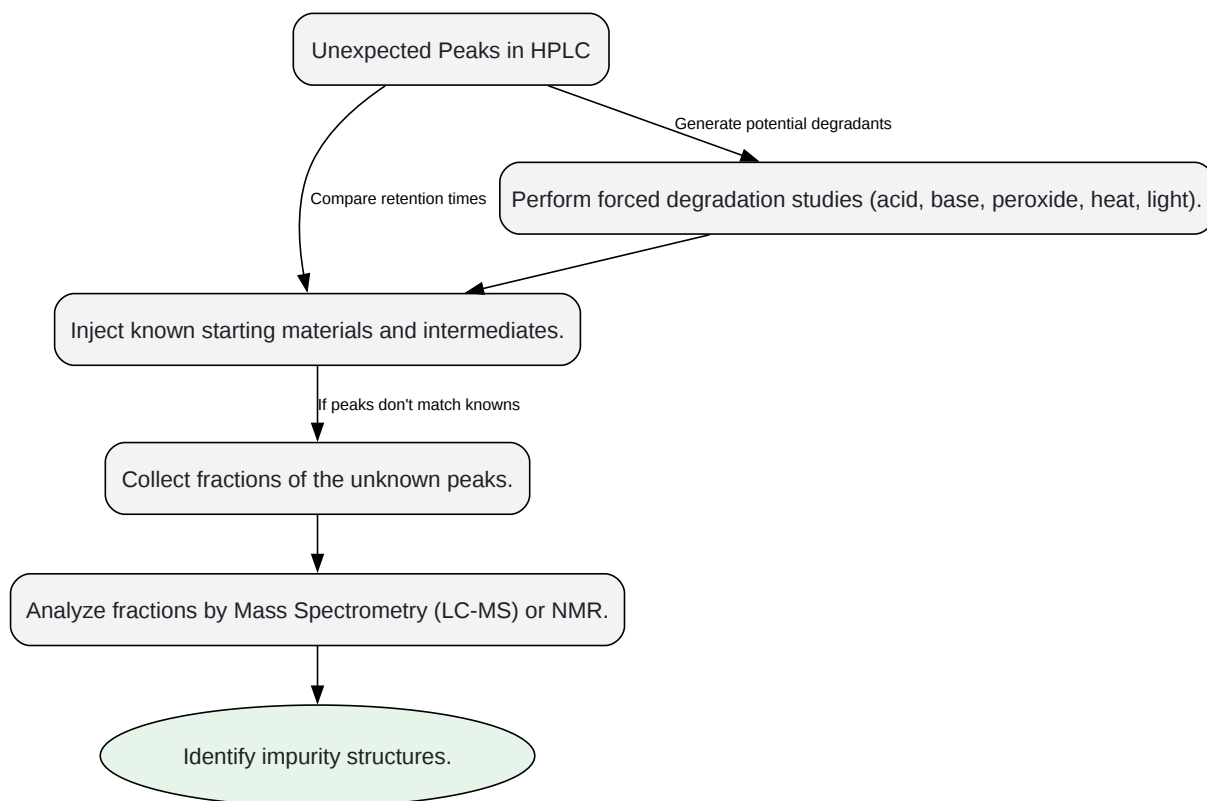 Unexpected Peaks in HPLC
Generate potential degradants
Compare retention times
Perform forced degradation studies (acid, base, peroxide, heat, light).
Inject known starting materials and intermediates.
If peaks don't match knowns
Collect fractions of the unknown peaks.
Analyze fractions by Mass Spectrometry (LC-MS) or NMR.
Identify impurity structures.